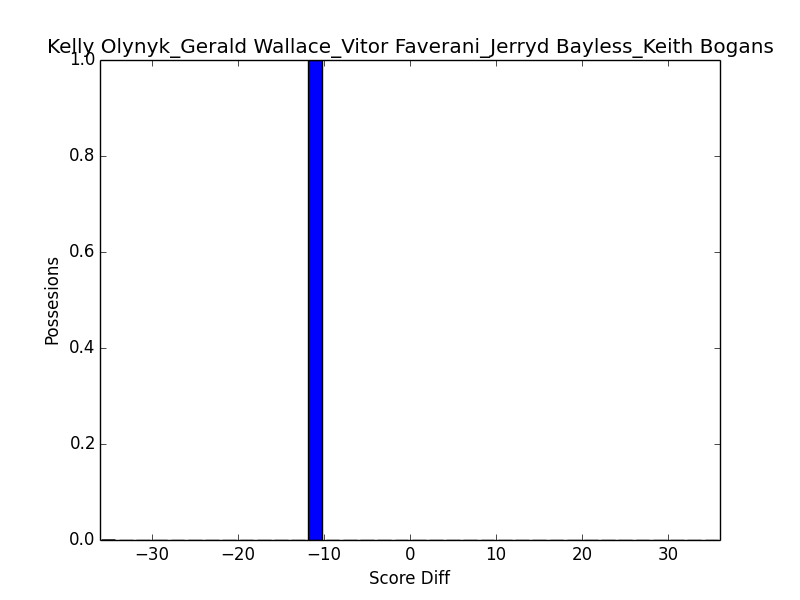 Kelly Olynyk_Gerald Wallace_Vitor Faverani_Jerryd Bayless_Keith Bogans
1.0
0.8
0.6
0.4
0.2
0.0
Possesions
−30 −20 −10 0 10 20 30
Score Diff